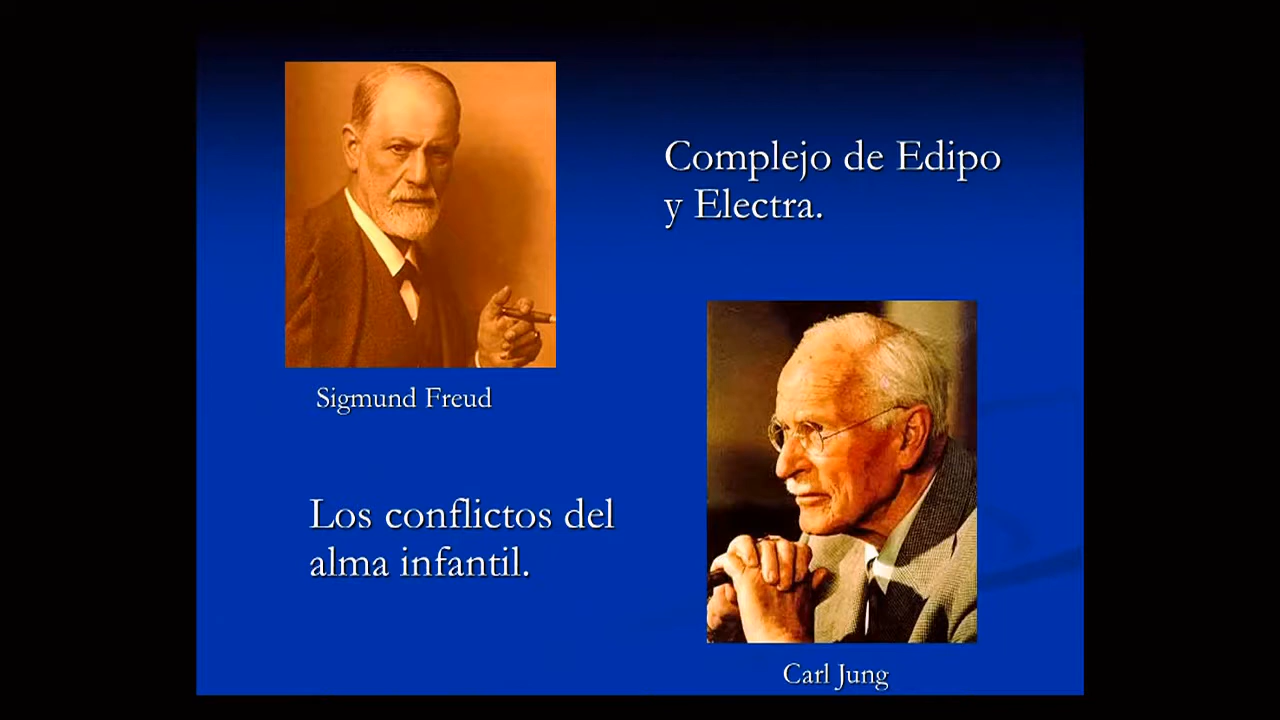 Complejo de Edipo
y Electra.
Sigmund Freud
Los conflictos del
alma infantil.
Carl Jung